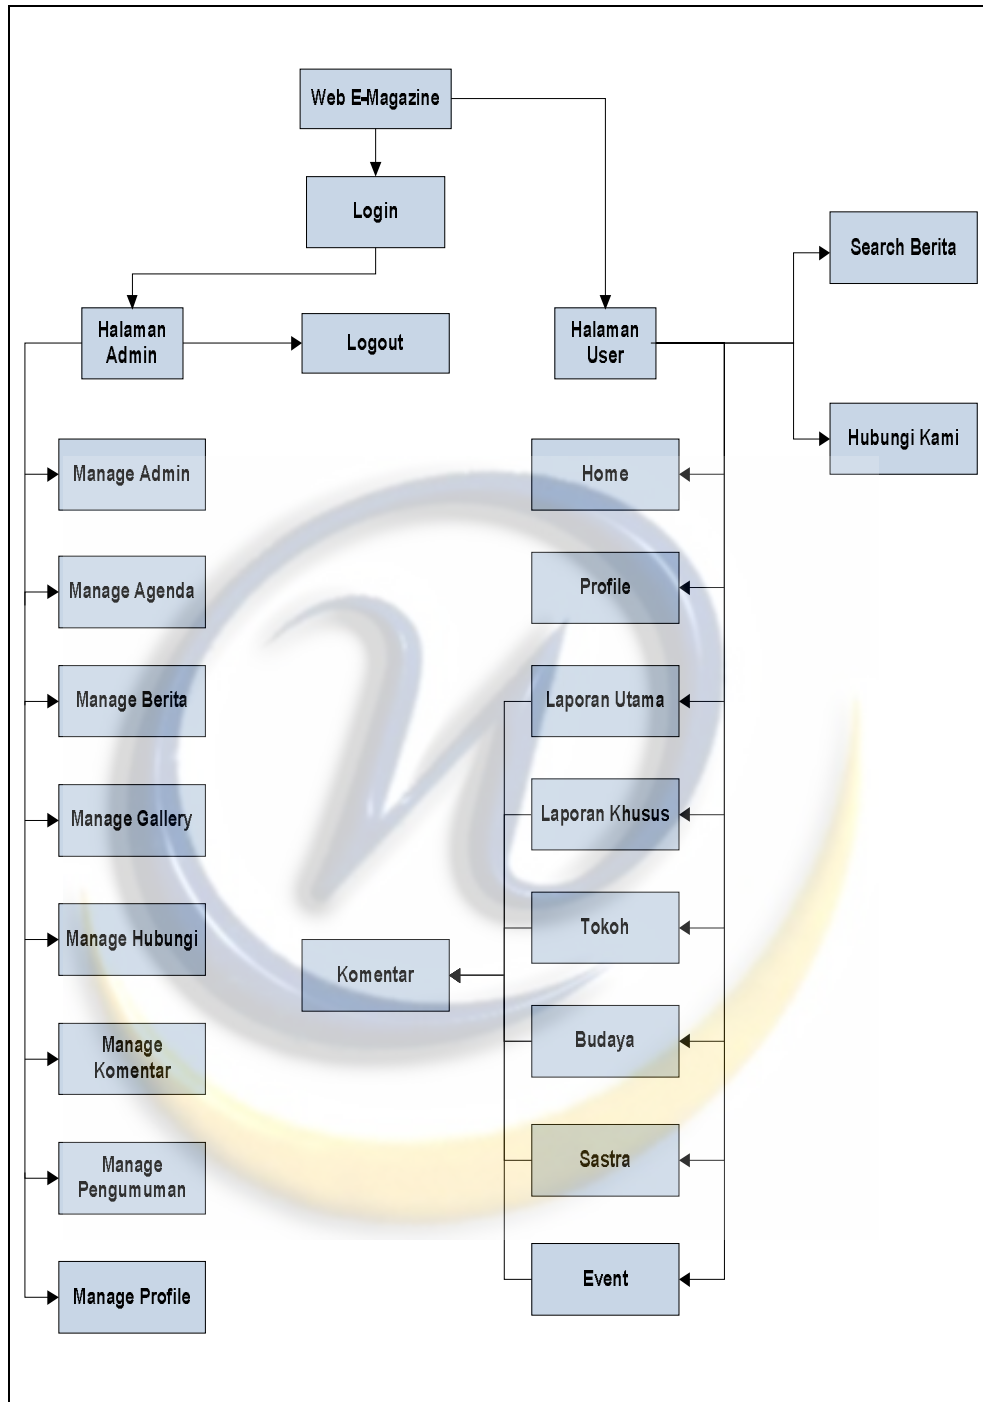 Web E-Magazine
Login
Search Berita
Halaman
Admin
Logout
Halaman
User
Hubungi Kami
Manage Admin
Home
Manage Agenda
Profile
Manage Berita
Laporan Utama
Manage Gallery
Laporan Khusus
Manage Hubungi
Tokoh
Komentar
Manage
Komentar
Budaya
Manage
Pengumuman
Sastra
Manage Profile
Event